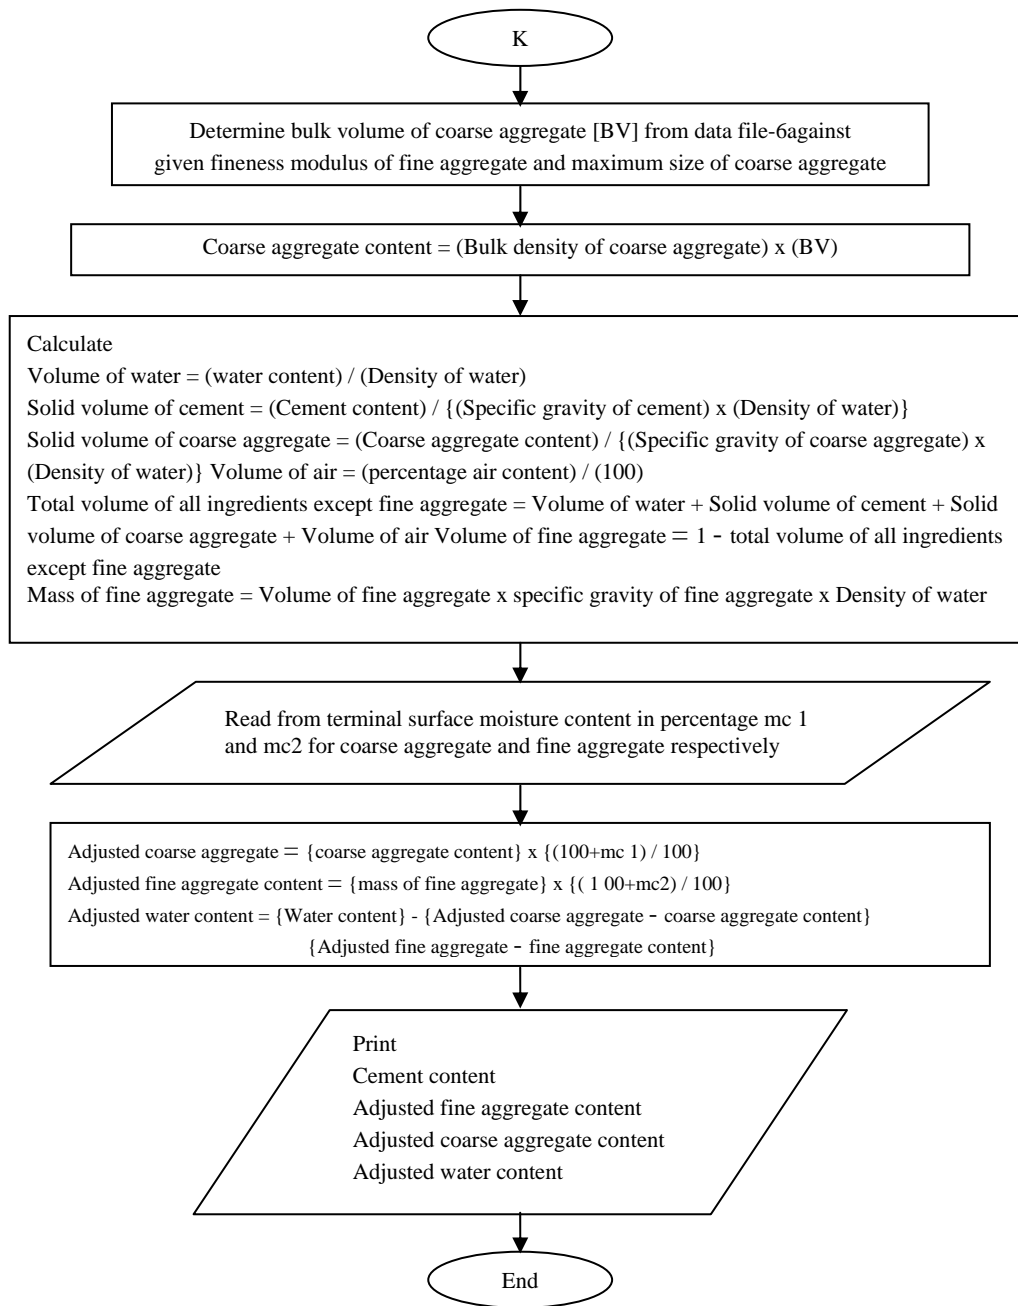 K
Determine bulk volume of coarse aggregate [BV] from data file-6against
given fineness modulus of fine aggregate and maximum size of coarse aggregate
Coarse aggregate content = (Bulk density of coarse aggregate) x (BV)
Calculate
Volume of water = (water content) / (Density of water)
Solid volume of cement = (Cement content) / {(Specific gravity of cement) x (Density of water)}
Solid volume of coarse aggregate = (Coarse aggregate content) / {(Specific gravity of coarse aggregate) x
(Density of water)} Volume of air = (percentage air content) / (100)
Total volume of all ingredients except fine aggregate = Volume of water + Solid volume of cement + Solid
volume of coarse aggregate + Volume of air Volume of fine aggregate = 1 - total volume of all ingredients
except fine aggregate
Mass of fine aggregate = Volume of fine aggregate x specific gravity of fine aggregate x Density of water
Read from terminal surface moisture content in percentage mc 1
and mc2 for coarse aggregate and fine aggregate respectively
Adjusted coarse aggregate = {coarse aggregate content} x {(100+mc 1) / 100}
Adjusted fine aggregate content = {mass of fine aggregate} x {( 1 00+mc2) / 100}
Adjusted water content = {Water content} - {Adjusted coarse aggregate - coarse aggregate content}
{Adjusted fine aggregate - fine aggregate content}
Print
Cement content
Adjusted fine aggregate content
Adjusted coarse aggregate content
Adjusted water content
End